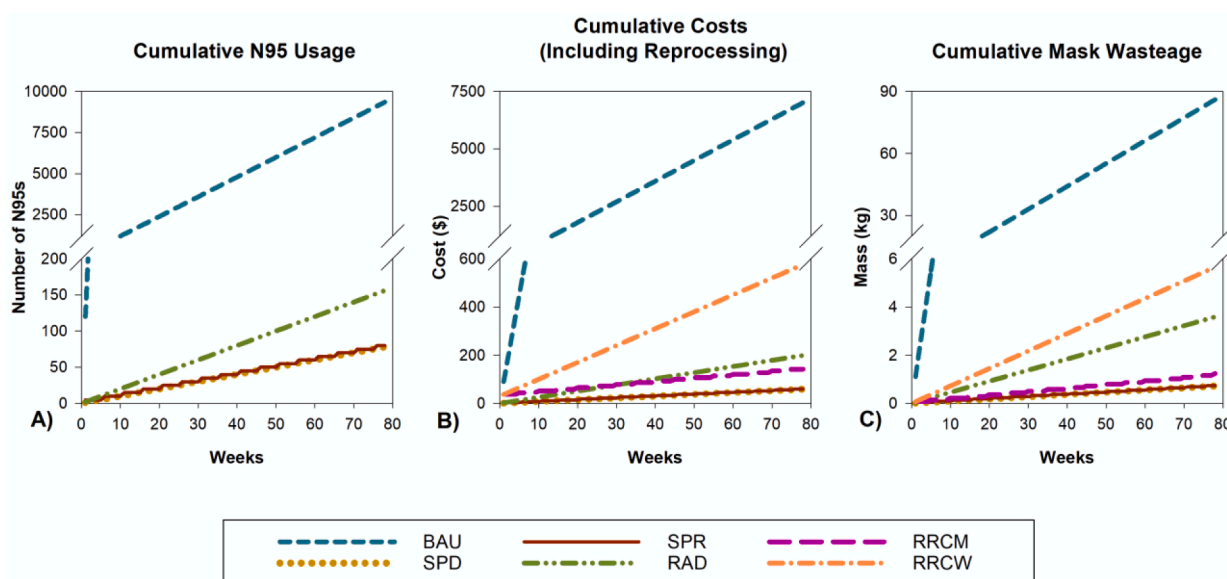 Cumulative N95 Usage
Cumulative Costs
(Including Reprocessing)
Cumulative Mask Wasteage
Number of N95s
10000
7500
5000
2500
200
150
100
50
0
0 10 20 30 40 50 60 70 80
A)
Weeks
Cost ($)
7500
5000
2500
600
400
200
0
0 10 20 30 40 50 60 70 80
B)
Weeks
Mass (kg)
90
60
30
6
4
2
0
0 10 20 30 40 50 60 70 80
C)
Weeks
BAU SPR RRCM
SPD RAD RRCW